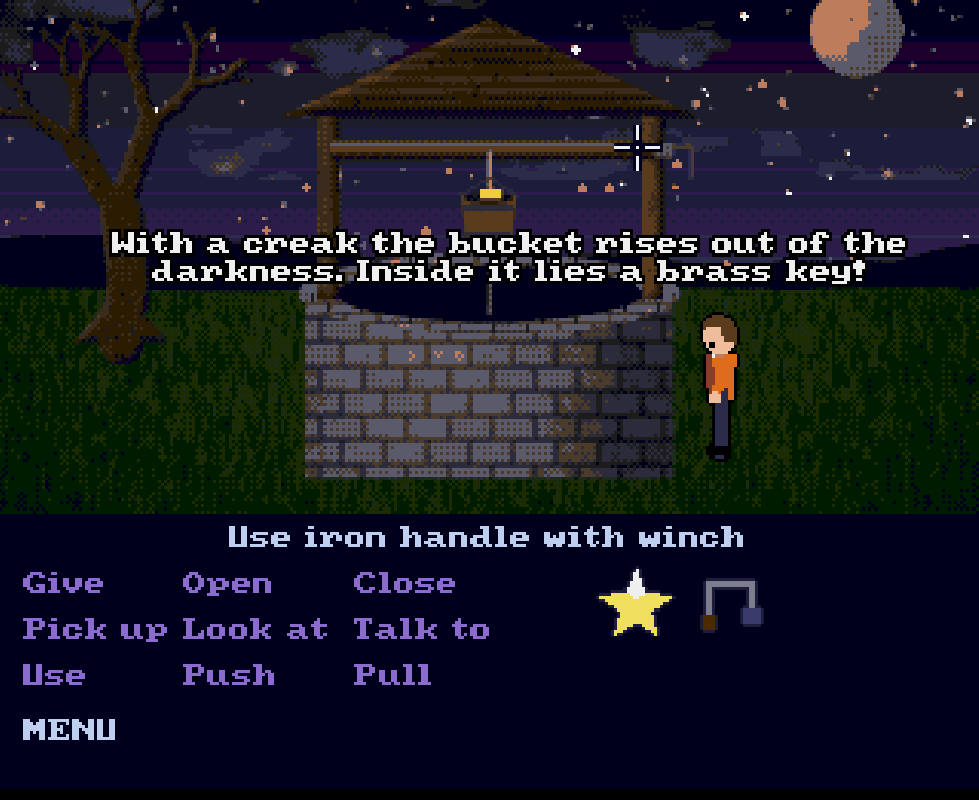 With a creak the bucket rises out of the
darkness. Inside it lies a brass key!
Use iron handle with winch
Give Open Close
Pick up Look at Talk to
Use Push Pull
MENU